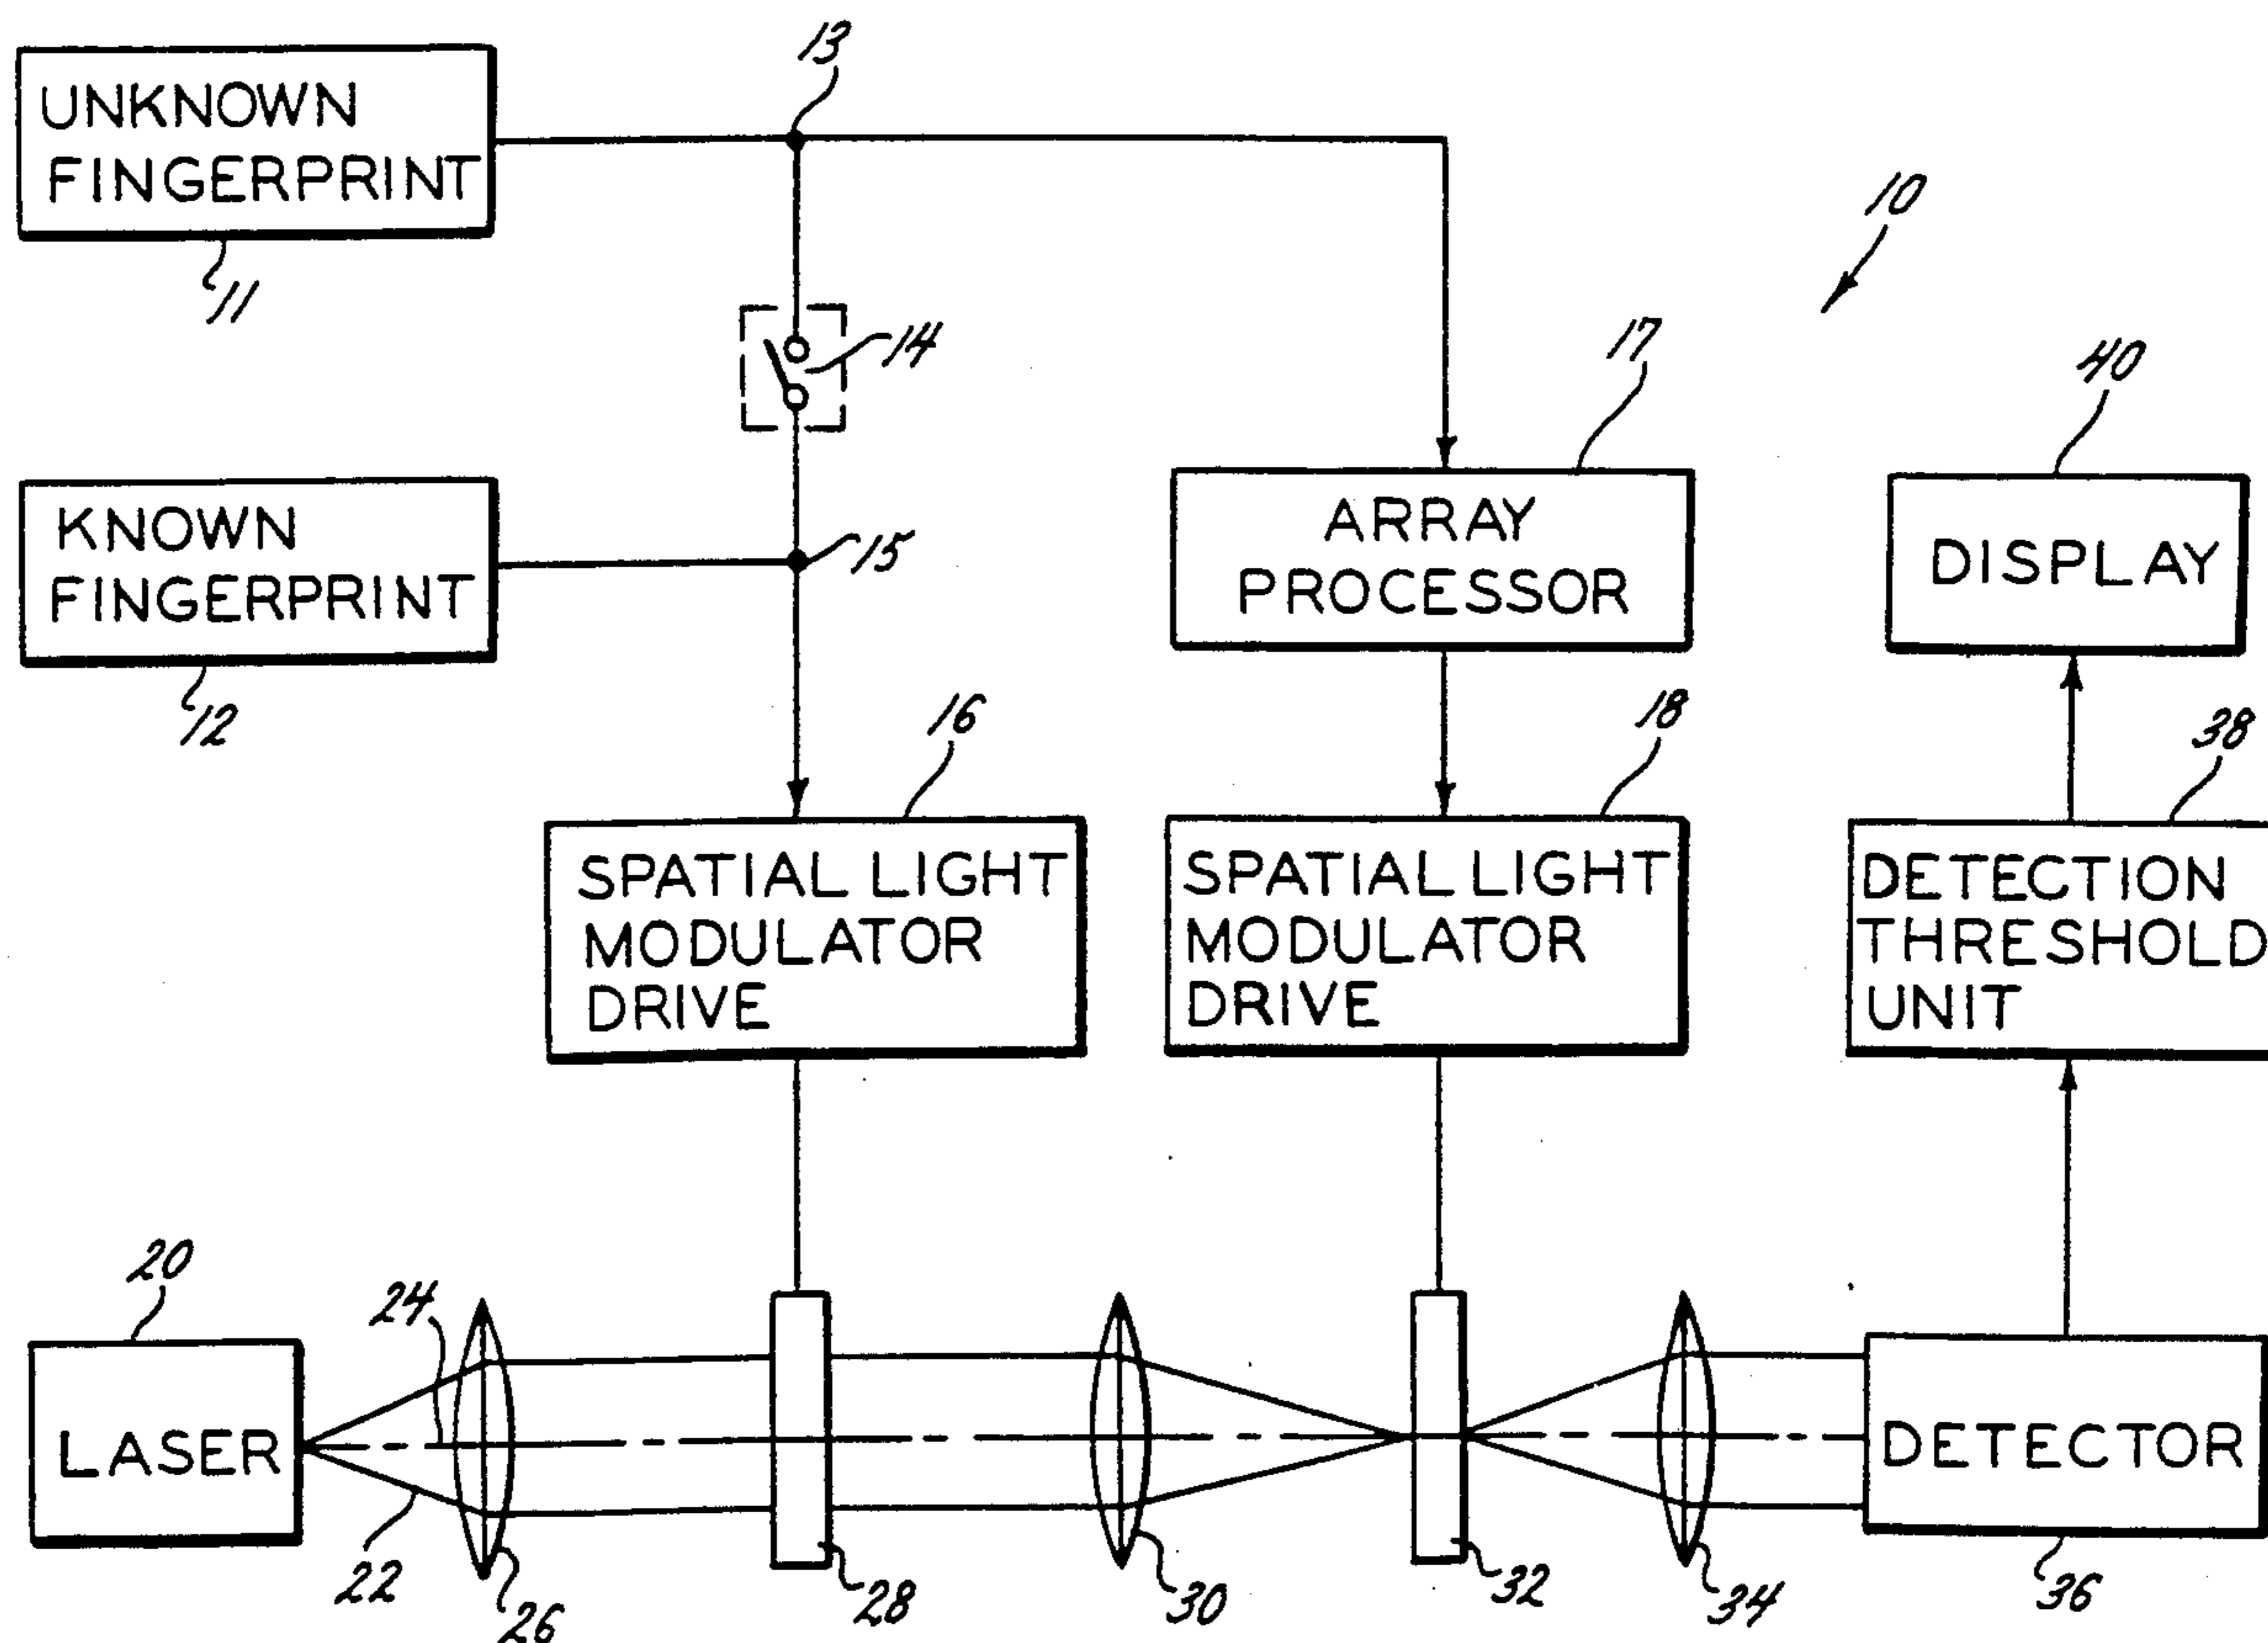 13
UNKNOWN
FINGERPRINT
11
10
14
17
40
KNOWN
FINGERPRINT
12
15
ARRAY
PROCESSOR
DISPLAY
16
18
38
SPATIAL LIGHT
MODULATOR
DRIVE
SPATIAL LIGHT
MODULATOR
DRIVE
DETECTION
THRESHOLD
UNIT
20
24
LASER
DETECTOR
22
26
28
30
32
34
36